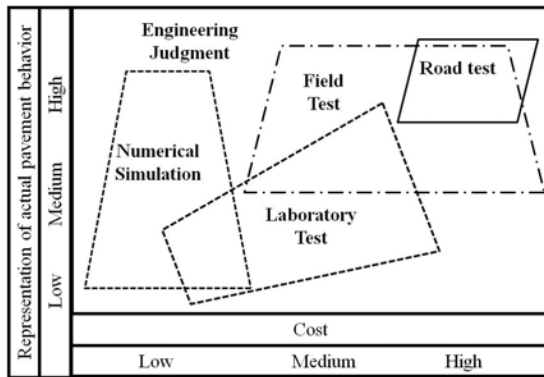 Representation of actual pavement behavior
High
Medium
Low
Engineering
Judgment
Numerical
Simulation
Field
Test
Road test
Laboratory
Test
Cost
Low
Medium
High